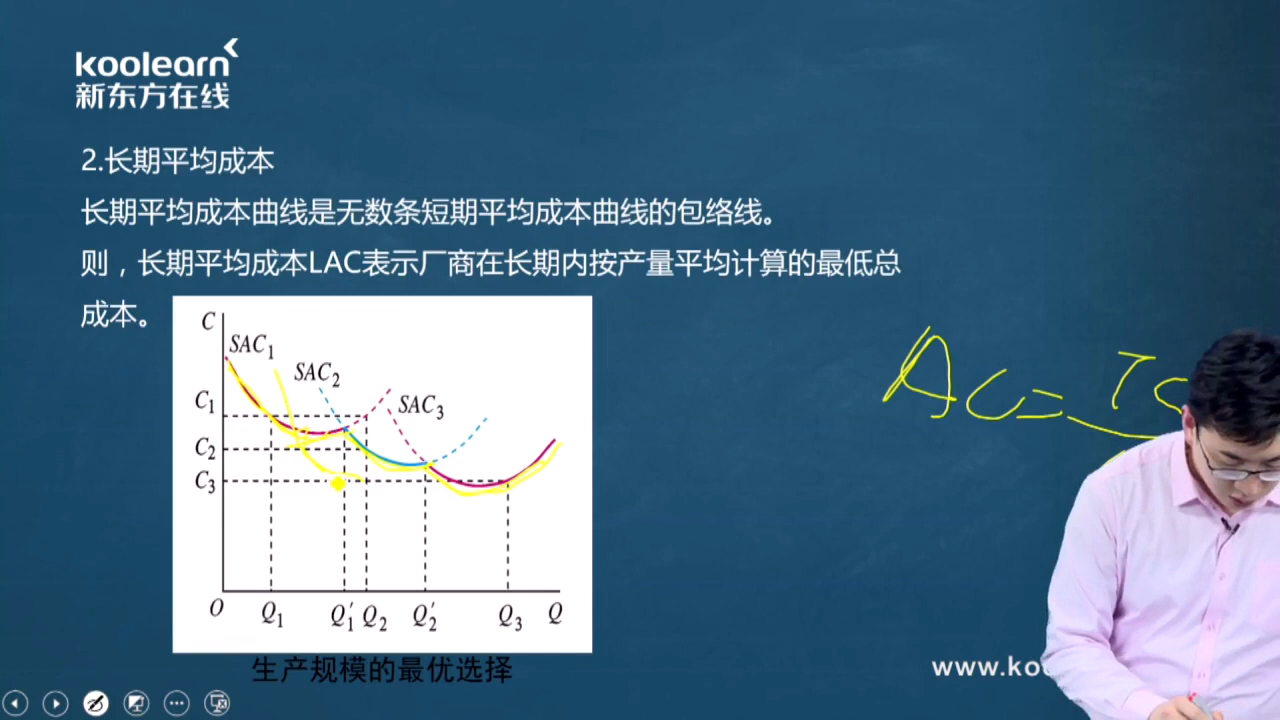 koolearn
新东方在线
2.长期平均成本
长期平均成本曲线是无数条短期平均成本曲线的包络线。
则，长期平均成本LAC表示厂商在长期内按产量平均计算的最低总
成本。
C
SAC₁
SAC₂
SAC₃
C₁
C₂
C₃
O Q₁ Q₁′ Q₂ Q₂′ Q₃ Q
生产规模的最优选择
AC=
www.ko